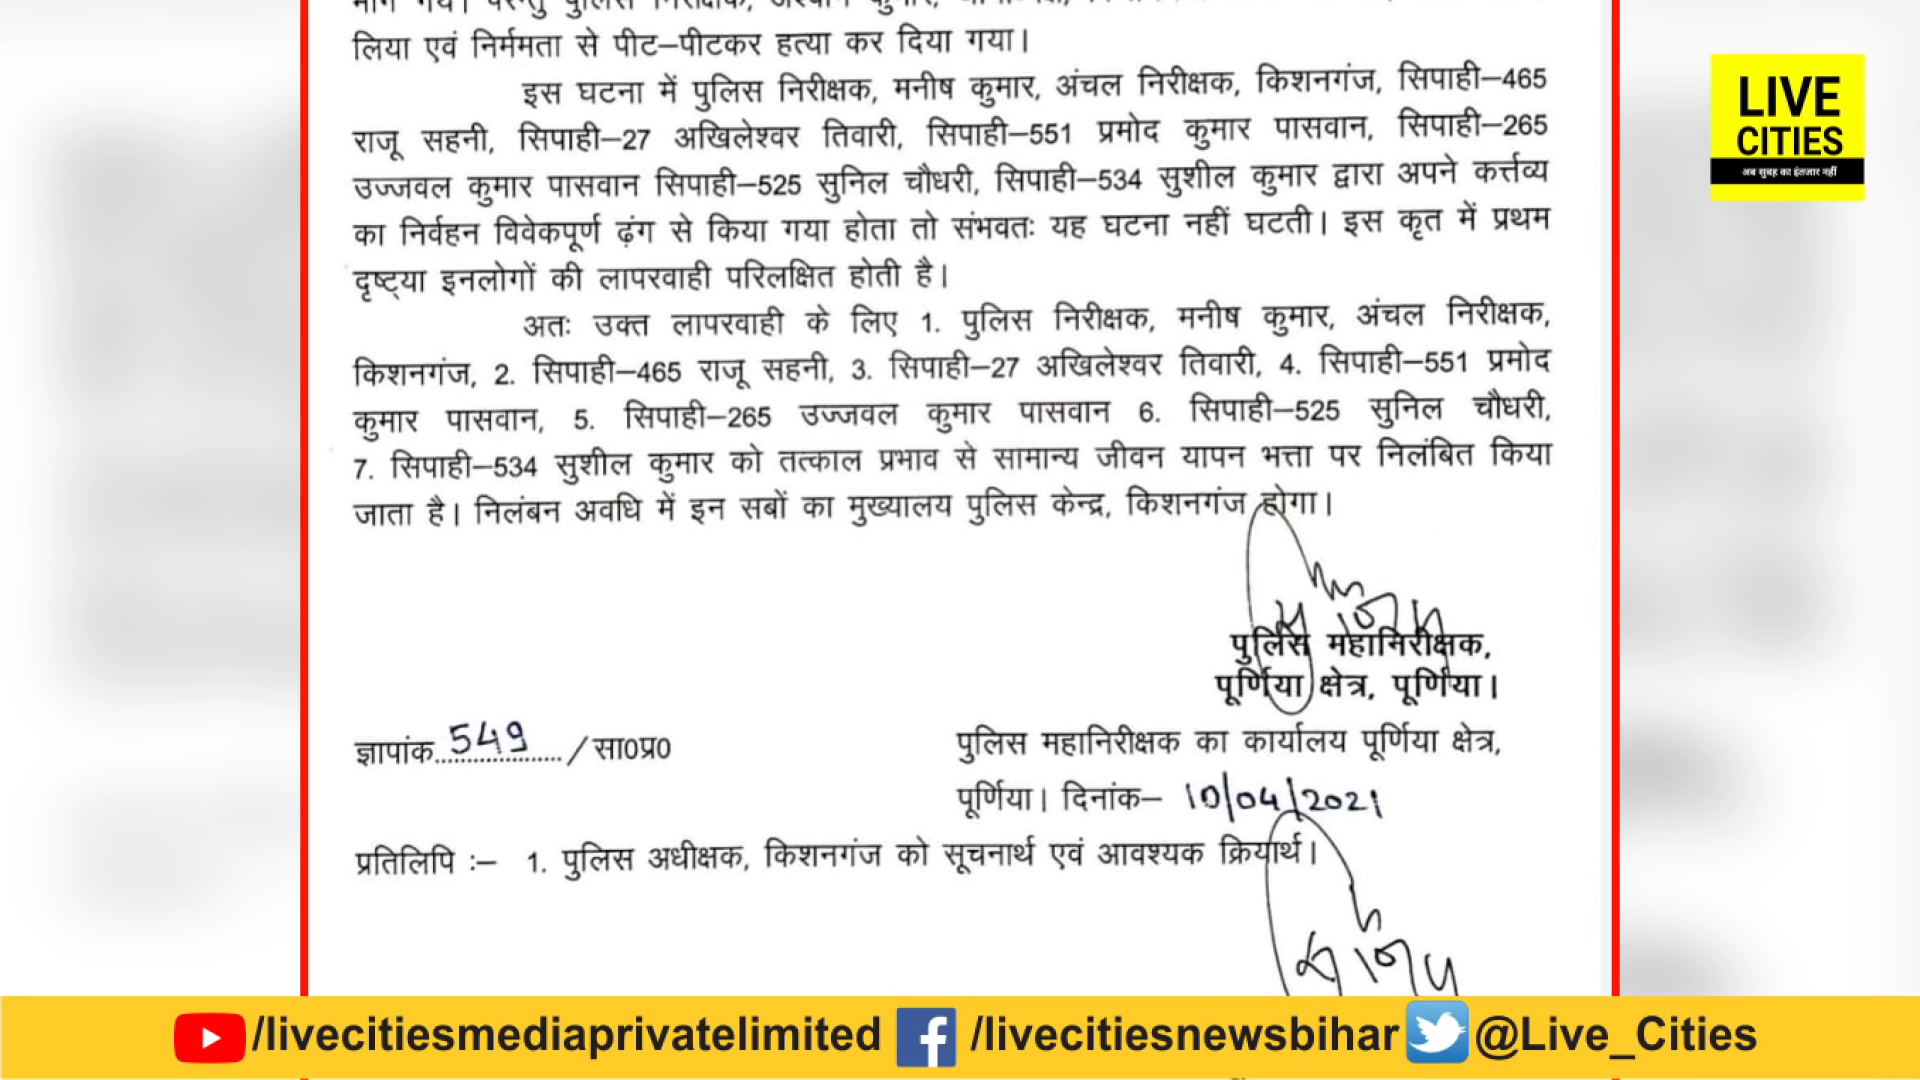 लिया एवं निर्ममता से पीट–पीटकर हत्या कर दिया गया।
इस घटना में पुलिस निरीक्षक, मनीष कुमार, अंचल निरीक्षक, किशनगंज, सिपाही–465
राजू सहनी, सिपाही–27 अखिलेश्वर तिवारी, सिपाही–551 प्रमोद कुमार पासवान, सिपाही–265
उज्जवल कुमार पासवान सिपाही–525 सुनिल चौधरी, सिपाही–534 सुशील कुमार द्वारा अपने कर्त्तव्य
का निर्वहन विवेकपूर्ण ढ़ंग से किया गया होता तो संभवतः यह घटना नहीं घटती। इस कृत में प्रथम
दृष्ट्या इनलोगों की लापरवाही परिलक्षित होती है।
अतः उक्त लापरवाही के लिए 1. पुलिस निरीक्षक, मनीष कुमार, अंचल निरीक्षक,
किशनगंज, 2. सिपाही–465 राजू सहनी, 3. सिपाही–27 अखिलेश्वर तिवारी, 4. सिपाही–551 प्रमोद
कुमार पासवान, 5. सिपाही–265 उज्जवल कुमार पासवान 6. सिपाही–525 सुनिल चौधरी,
7. सिपाही–534 सुशील कुमार को तत्काल प्रभाव से सामान्य जीवन यापन भत्ता पर निलंबित किया
जाता है। निलंबन अवधि में इन सबों का मुख्यालय पुलिस केन्द्र, किशनगंज होगा।
पुलिस महानिरीक्षक,
पूर्णिया क्षेत्र, पूर्णिया।
ज्ञापांक..549........../सा0प्र0
पुलिस महानिरीक्षक का कार्यालय पूर्णिया क्षेत्र,
पूर्णिया। दिनांक– 10/04/2021
प्रतिलिपि :– 1. पुलिस अधीक्षक, किशनगंज को सूचनार्थ एवं आवश्यक क्रियार्थ।
LIVE
CITIES
अब सुबह का इंतजार नहीं
/livecitiesmediaprivatelimited /livecitiesnewsbihar @Live_Cities